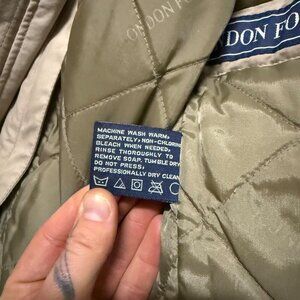 ONDON FO
NDON FO
MACHINE WASH WARM,
SEPARATELY, NON-CHLORINE
BLEACH WHEN NEEDED,
RINSE THOROUGHLY TO
REMOVE SOAP, TUMBLE DRY
DO NOT PRESS,
PROFESSIONALLY DRY CLEAN